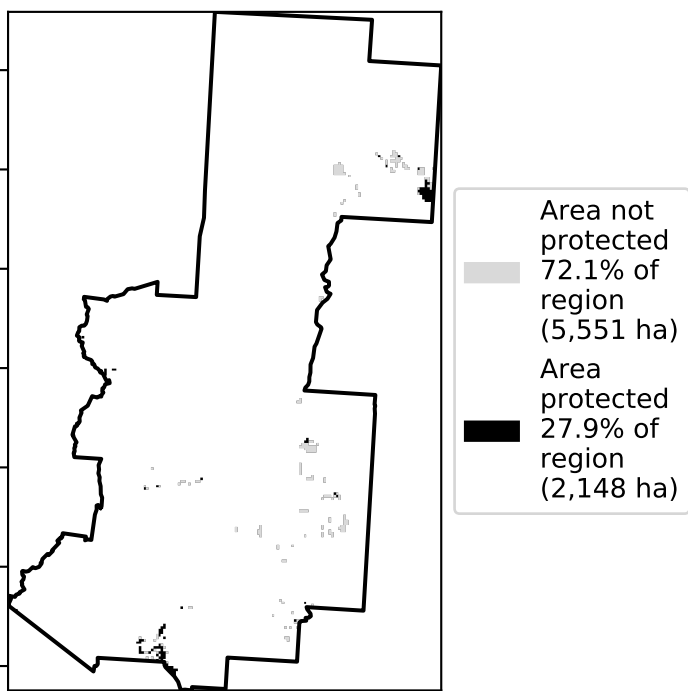 Area not
protected
72.1% of
region
(5,551 ha)
Area
protected
27.9% of
region
(2,148 ha)